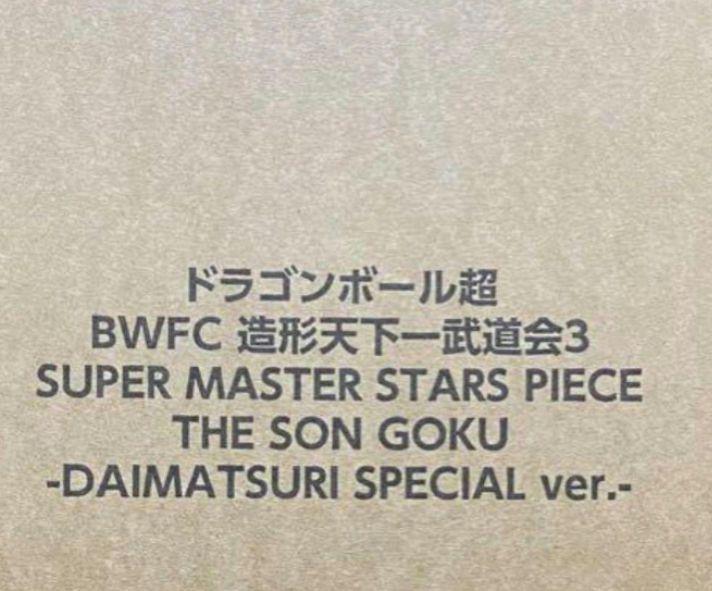 ドラゴンボール超
BWFC 造形天下一武道会3
SUPER MASTER STARS PIECE
THE SON GOKU
-DAIMATSURI SPECIAL ver.-